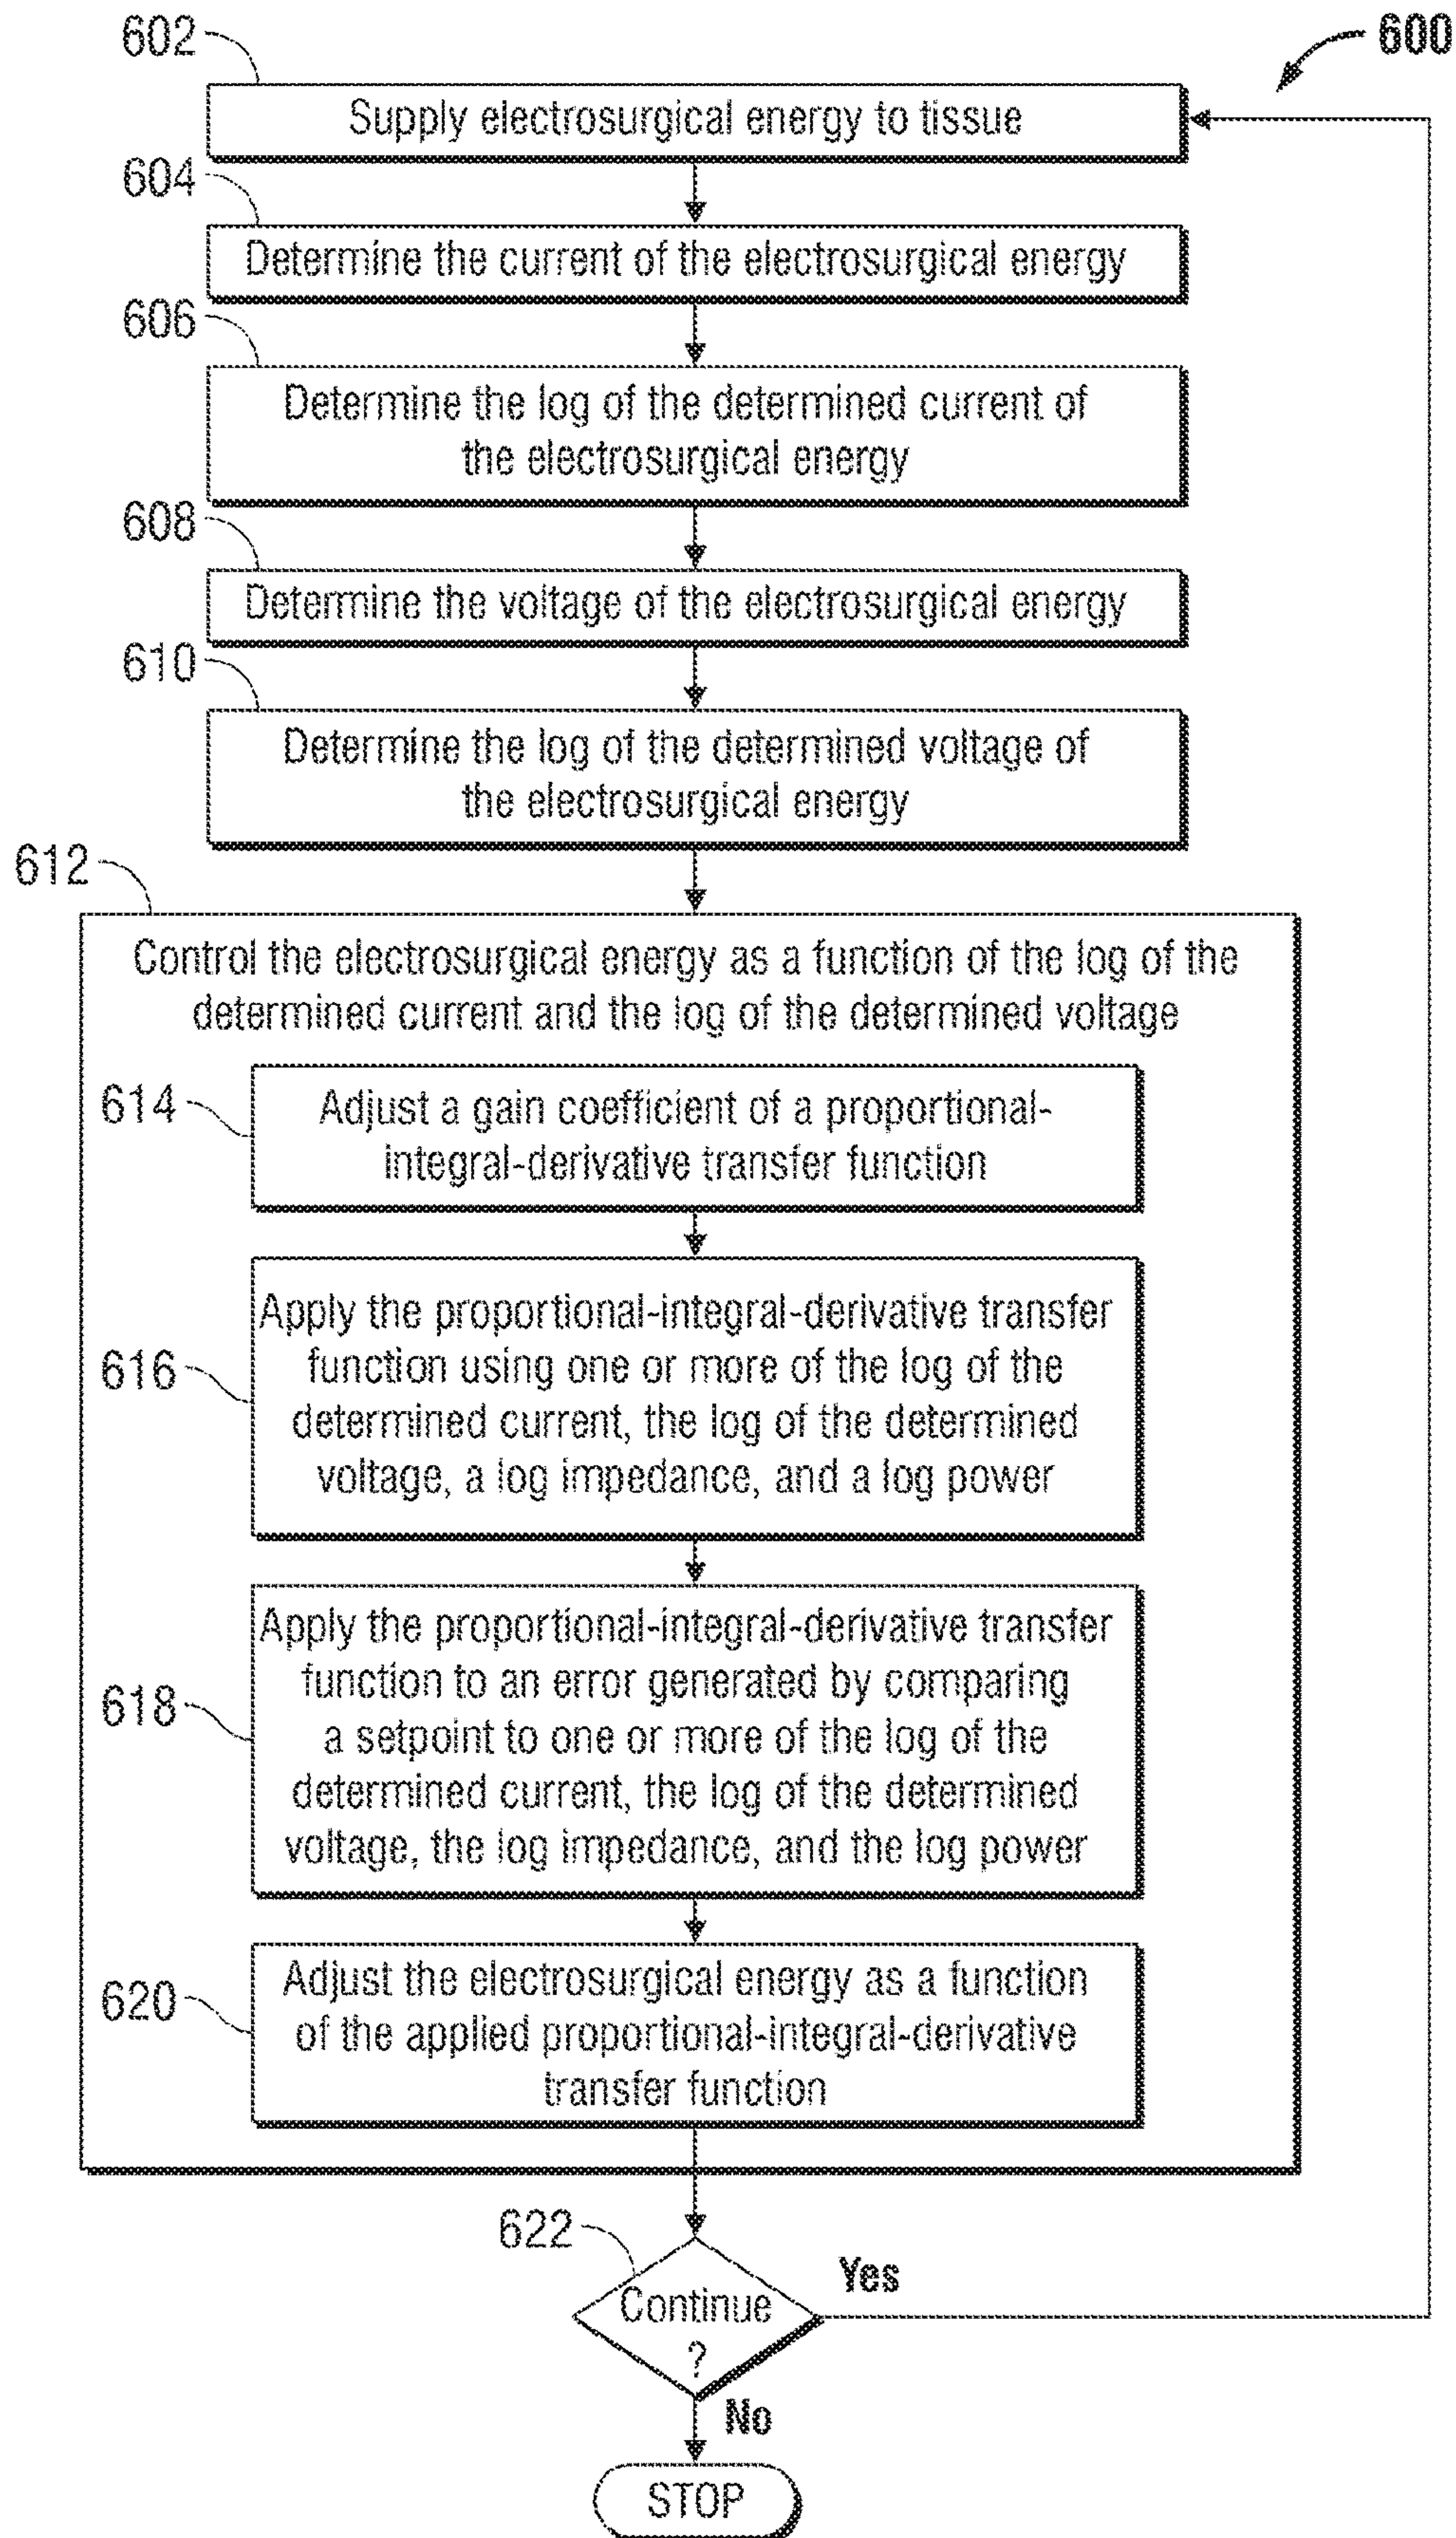 600
602
Supply electrosurgical energy to tissue
604
Determine the current of the electrosurgical energy
606
Determine the log of the determined current of
the electrosurgical energy
608
Determine the voltage of the electrosurgical energy
610
Determine the log of the determined voltage of
the electrosurgical energy
612
Control the electrosurgical energy as a function of the log of the
determined current and the log of the determined voltage
614
Adjust a gain coefficient of a proportional-
integral-derivative transfer function
616
Apply the proportional-integral-derivative transfer
function using one or more of the log of the
determined current, the log of the determined
voltage, a log impedance, and a log power
618
Apply the proportional-integral-derivative transfer
function to an error generated by comparing
a setpoint to one or more of the log of the
determined current, the log of the determined
voltage, the log impedance, and the log power
620
Adjust the electrosurgical energy as a function
of the applied proportional-integral-derivative
transfer function
622
Continue
?
Yes
No
STOP